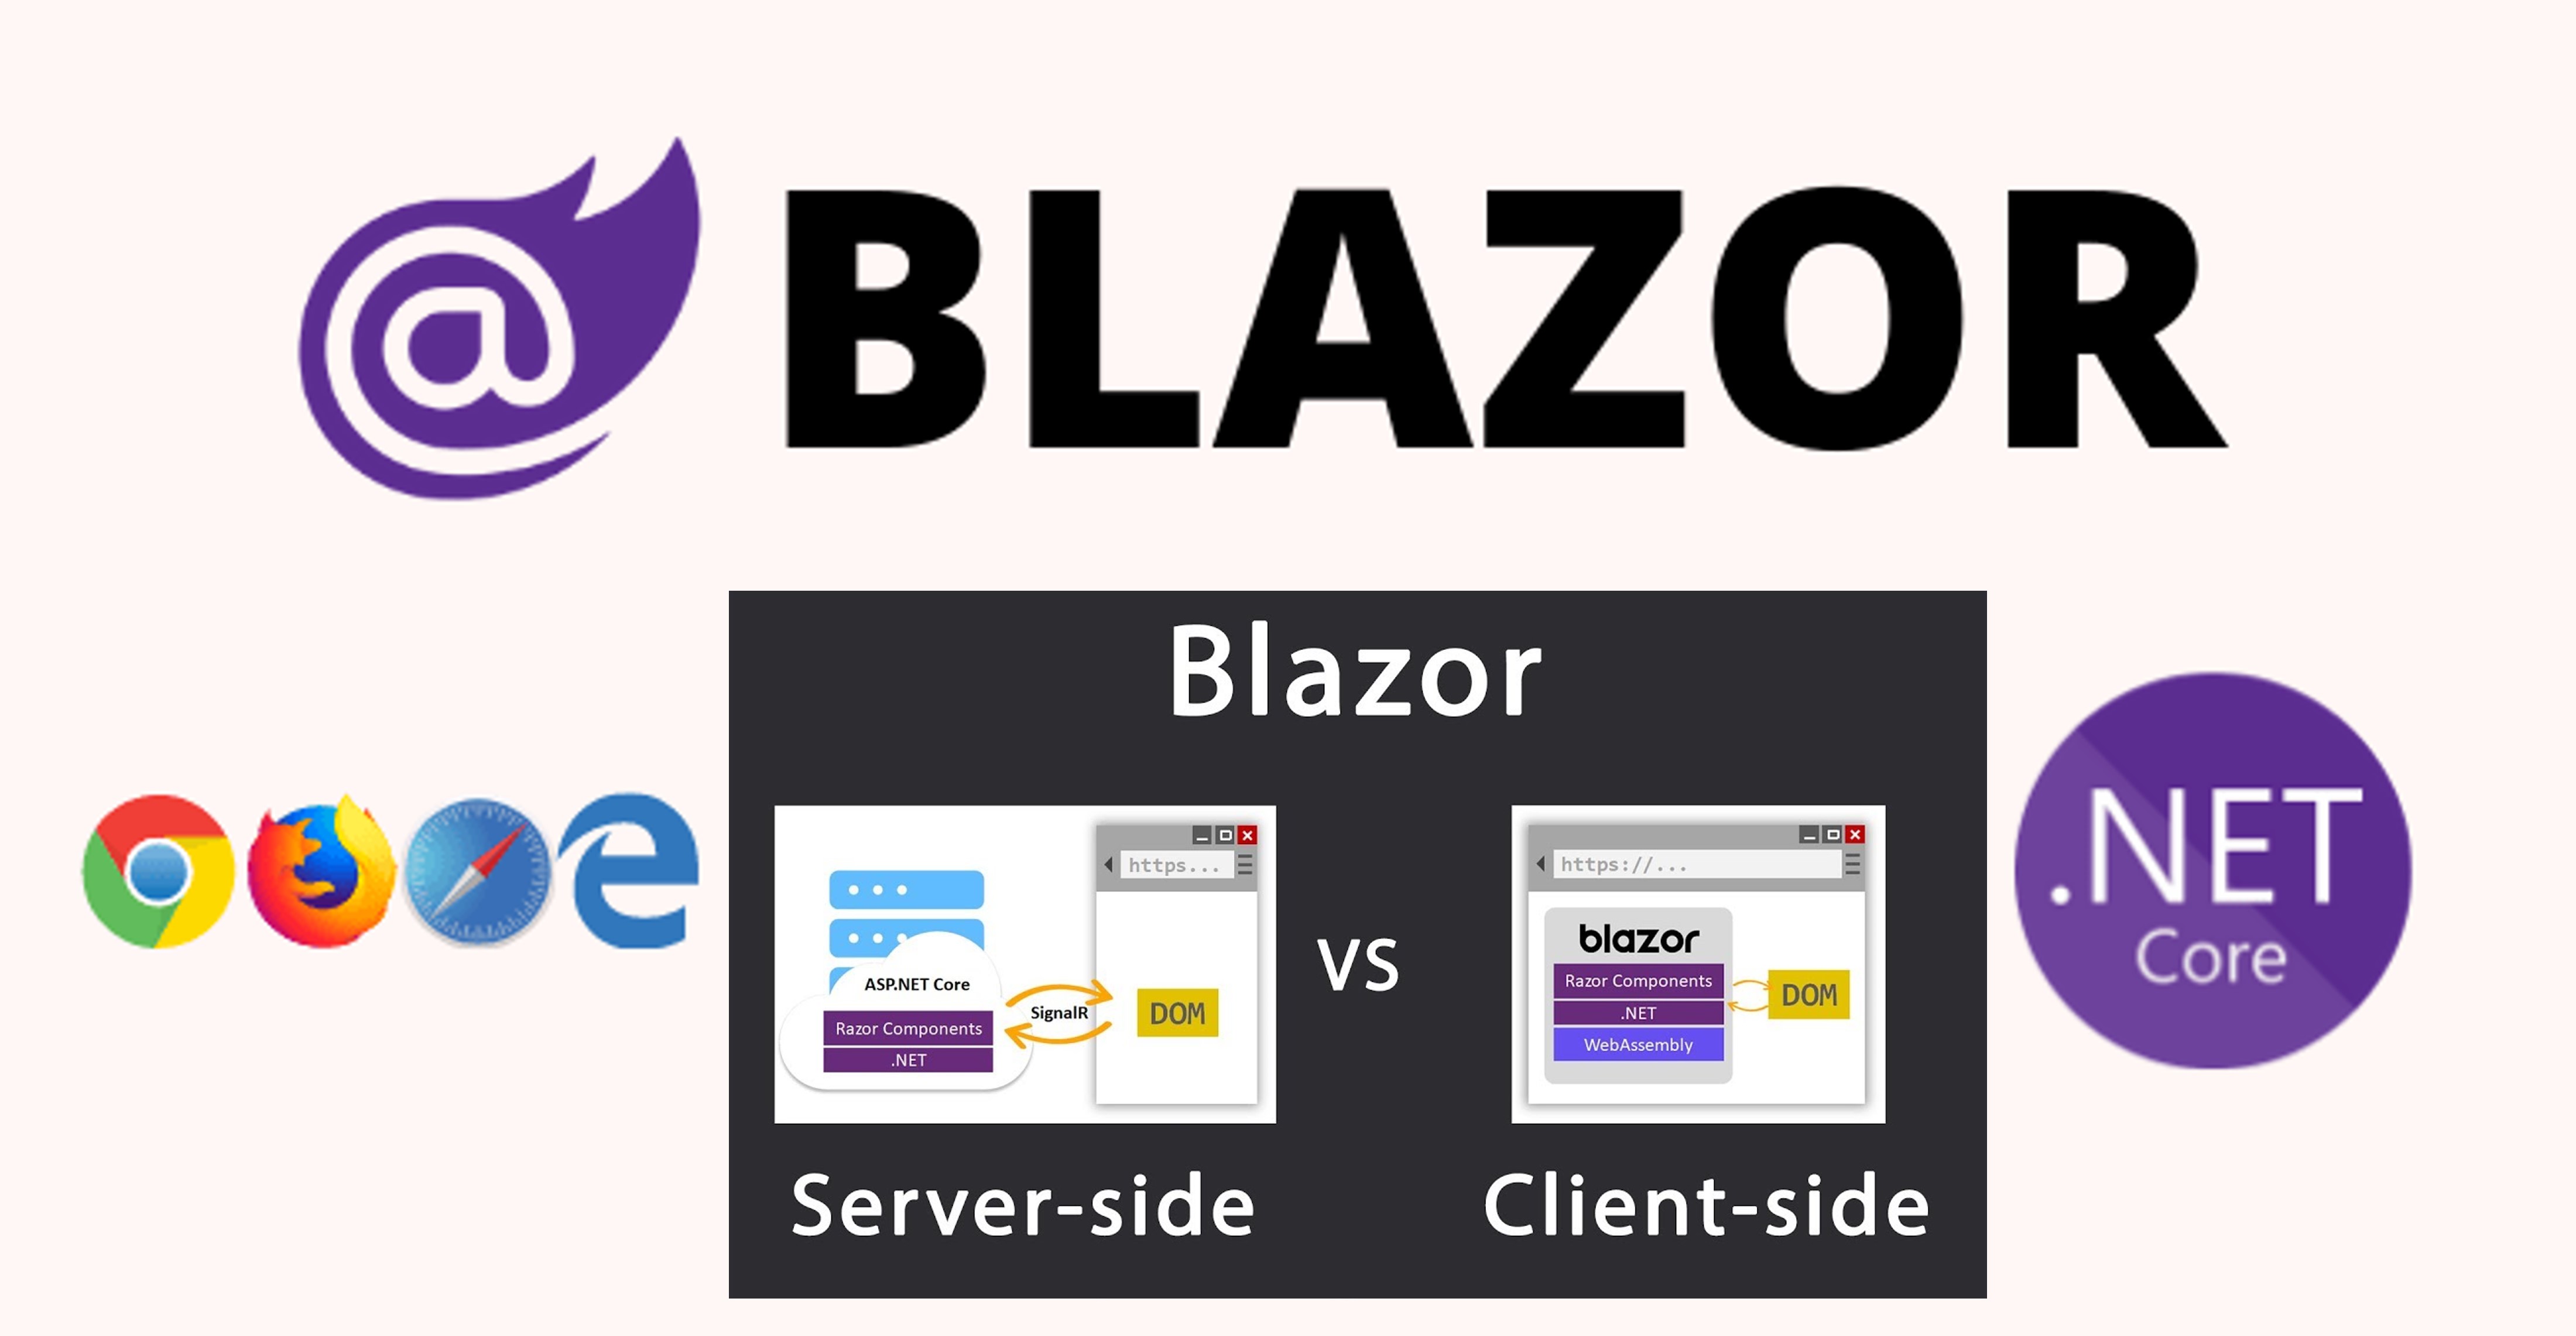 @ BLAZOR
Blazor
https...
ASP.NET Core
Razor Components
.NET
SignalR
DOM
VS
https://...
blazor
Razor Components
.NET
WebAssembly
DOM
Server-side
Client-side
.NET
Core